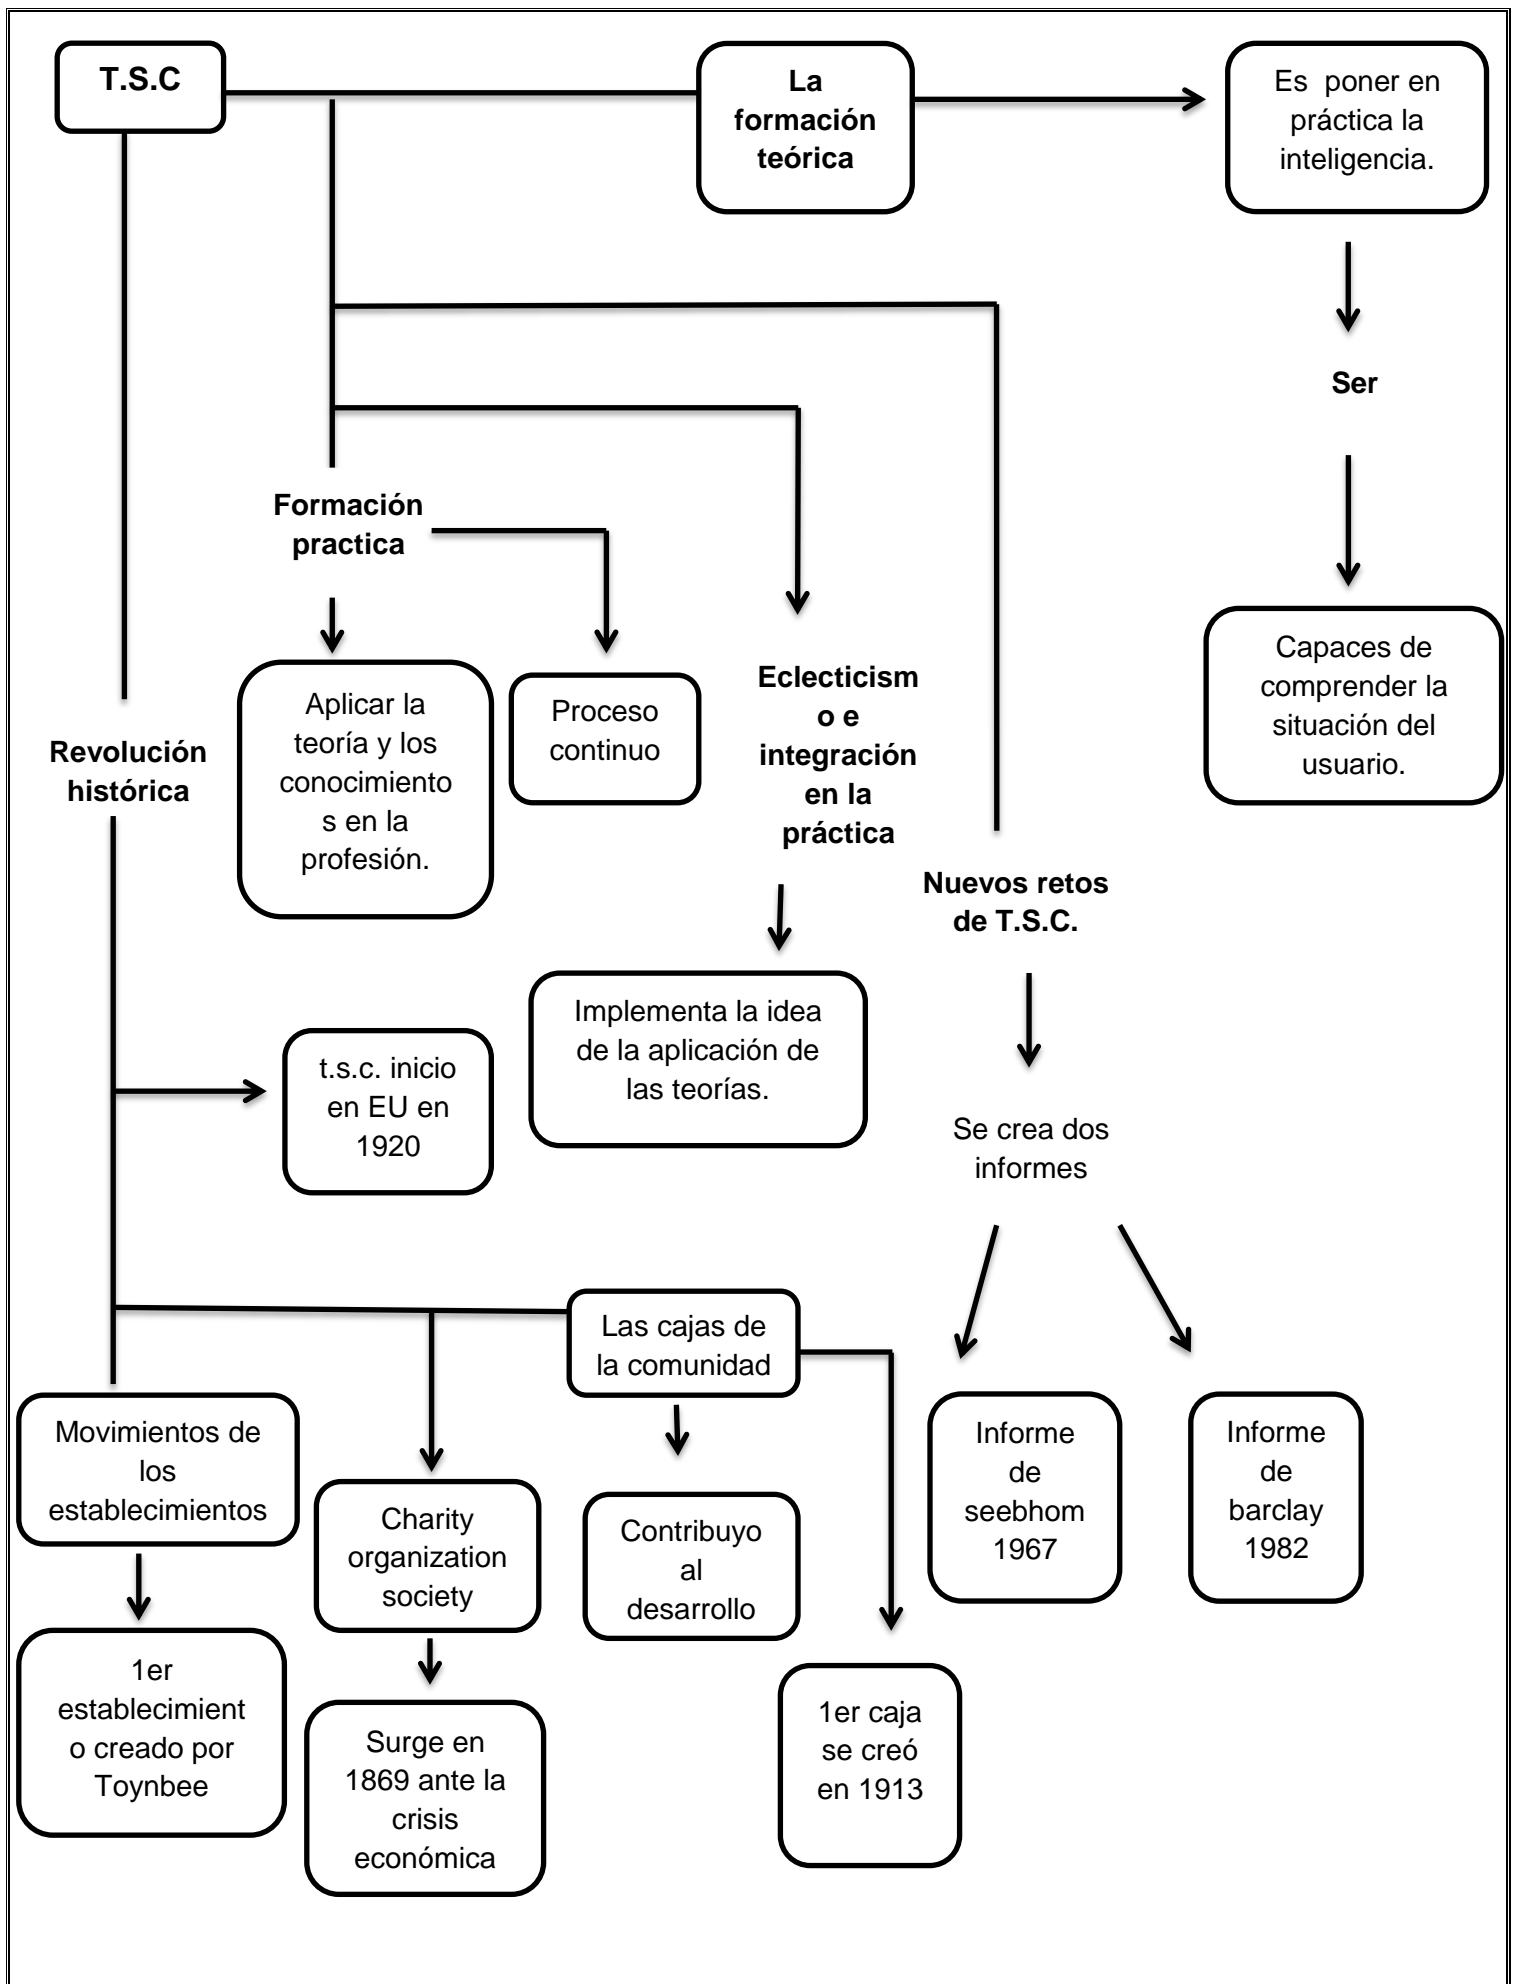 T.S.C
La
formación
teórica
Es  poner en
práctica la
inteligencia.
Ser
Capaces de
comprender la
situación del
usuario.
Formación
practica
Aplicar la
teoría y los
conocimiento
s en la
profesión.
Proceso
continuo
Eclecticism
o e
integración
en la
práctica
Implementa la idea
de la aplicación de
las teorías.
Nuevos retos
de T.S.C.
Se crea dos
informes
Informe
de
seebhom
1967
Informe
de
barclay
1982
Revolución
histórica
t.s.c. inicio
en EU en
1920
Las cajas de
la comunidad
Movimientos de
los
establecimientos
1er
establecimient
o creado por
Toynbee
Charity
organization
society
Surge en
1869 ante la
crisis
económica
Contribuyo
al
desarrollo
1er caja
se creó
en 1913